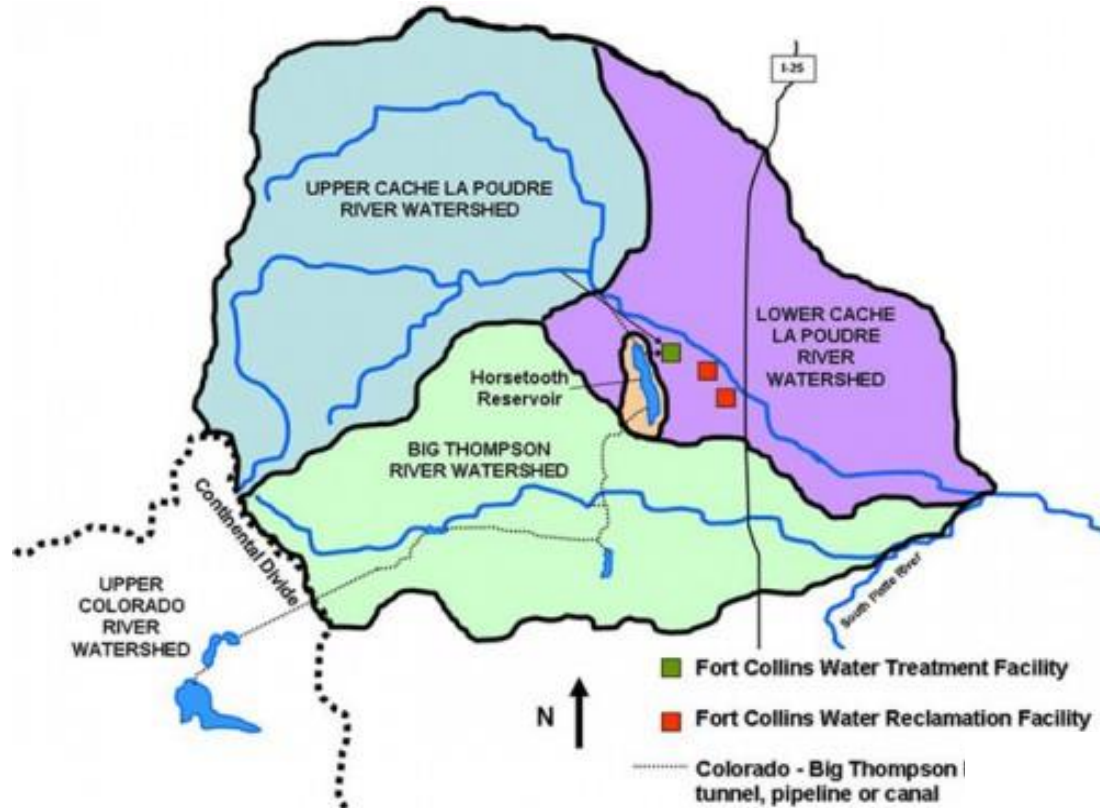 I-25
UPPER CACHE LA POUDRE
RIVER WATERSHED
LOWER CACHE
LA POUDRE
RIVER
WATERSHED
Horsetooth
Reservoir
BIG THOMPSON
RIVER WATERSHED
Continental Divide
UPPER
COLORADO
RIVER
WATERSHED
South Platte River
Fort Collins Water Treatment Facility
N
Fort Collins Water Reclamation Facility
Colorado - Big Thompson
tunnel, pipeline or canal